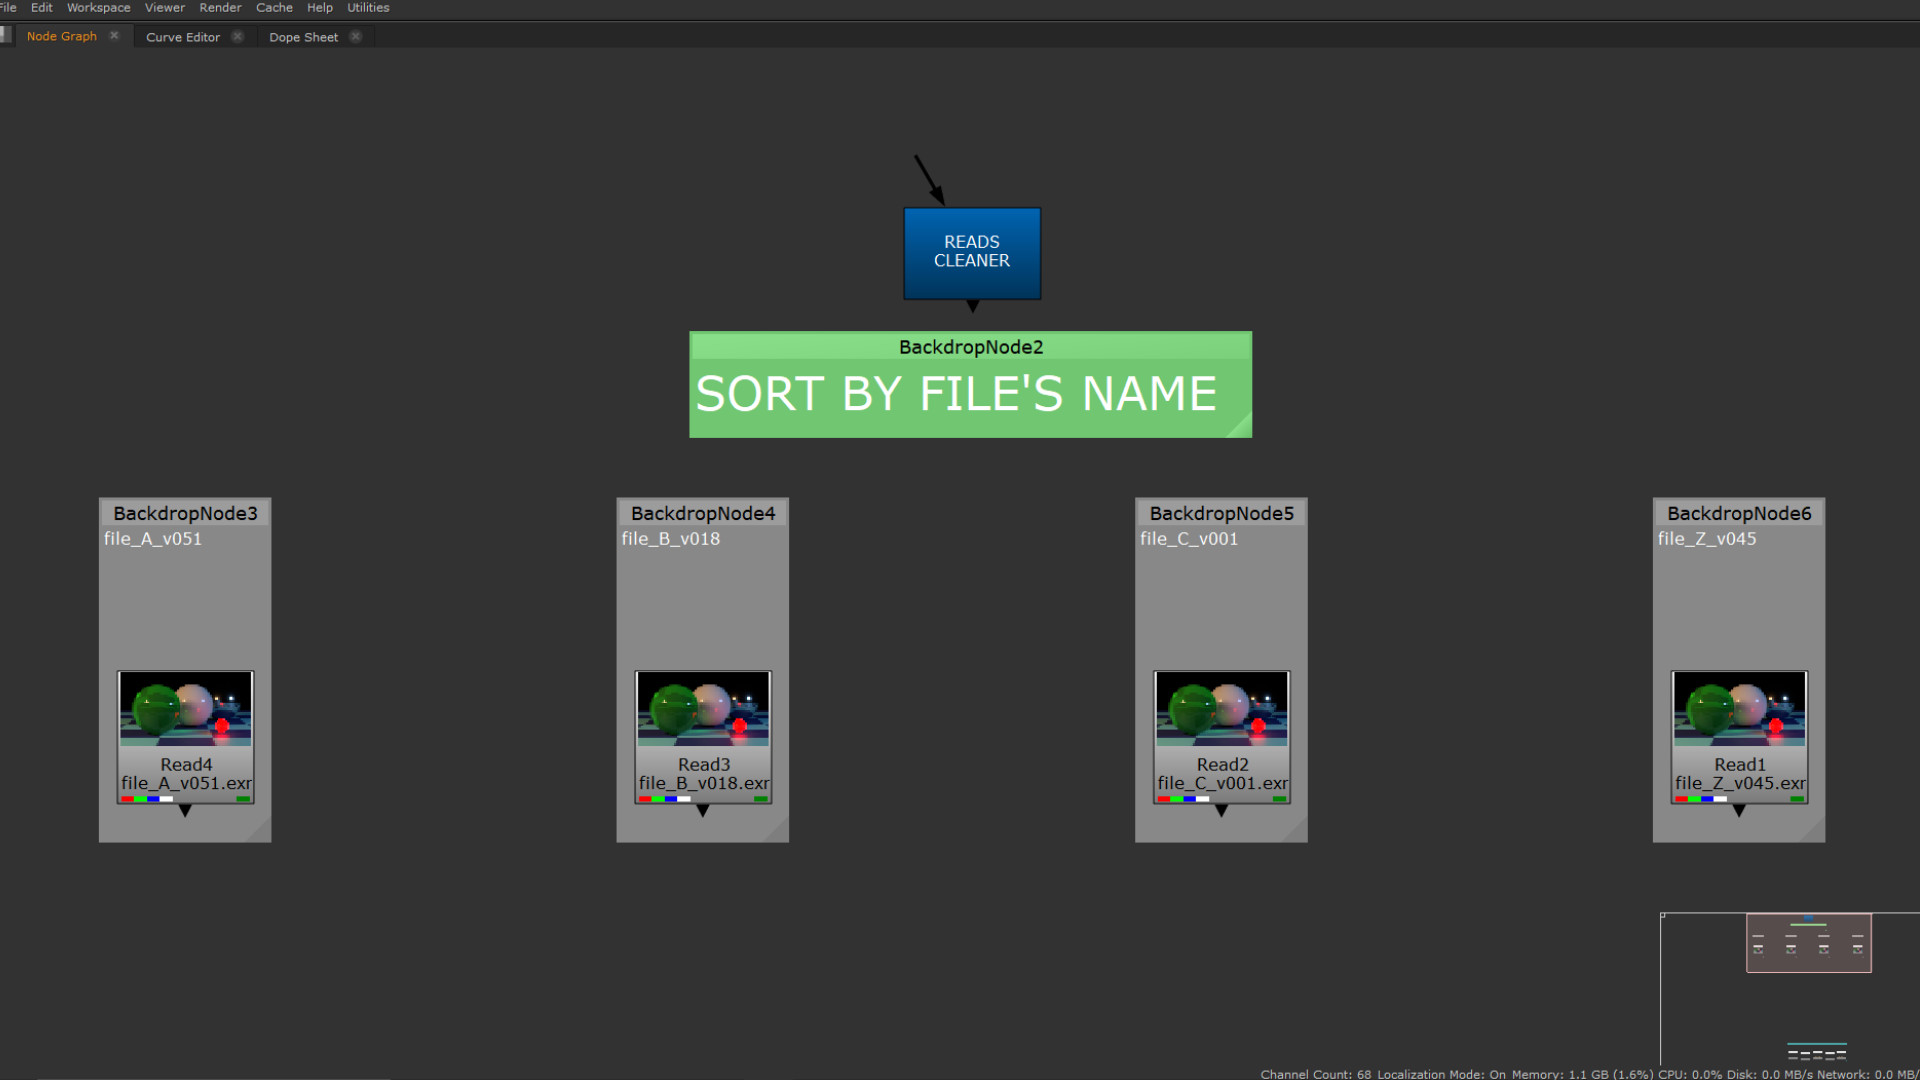 File Edit Workspace Viewer Render Cache Help Utilities
Node Graph Curve Editor Dope Sheet
READS
CLEANER
BackdropNode2
SORT BY FILE'S NAME
BackdropNode3
file_A_v051
Read4
file_A_v051.exr
BackdropNode4
file_B_v018
Read3
file_B_v018.exr
BackdropNode5
file_C_v001
Read2
file_C_v001.exr
BackdropNode6
file_Z_v045
Read1
file_Z_v045.exr
Channel Count: 68 Localization Mode: On Memory: 1.1 GB (1.6%) CPU: 0.0% Disk: 0.0 MB/s Network: 0.0 MB/